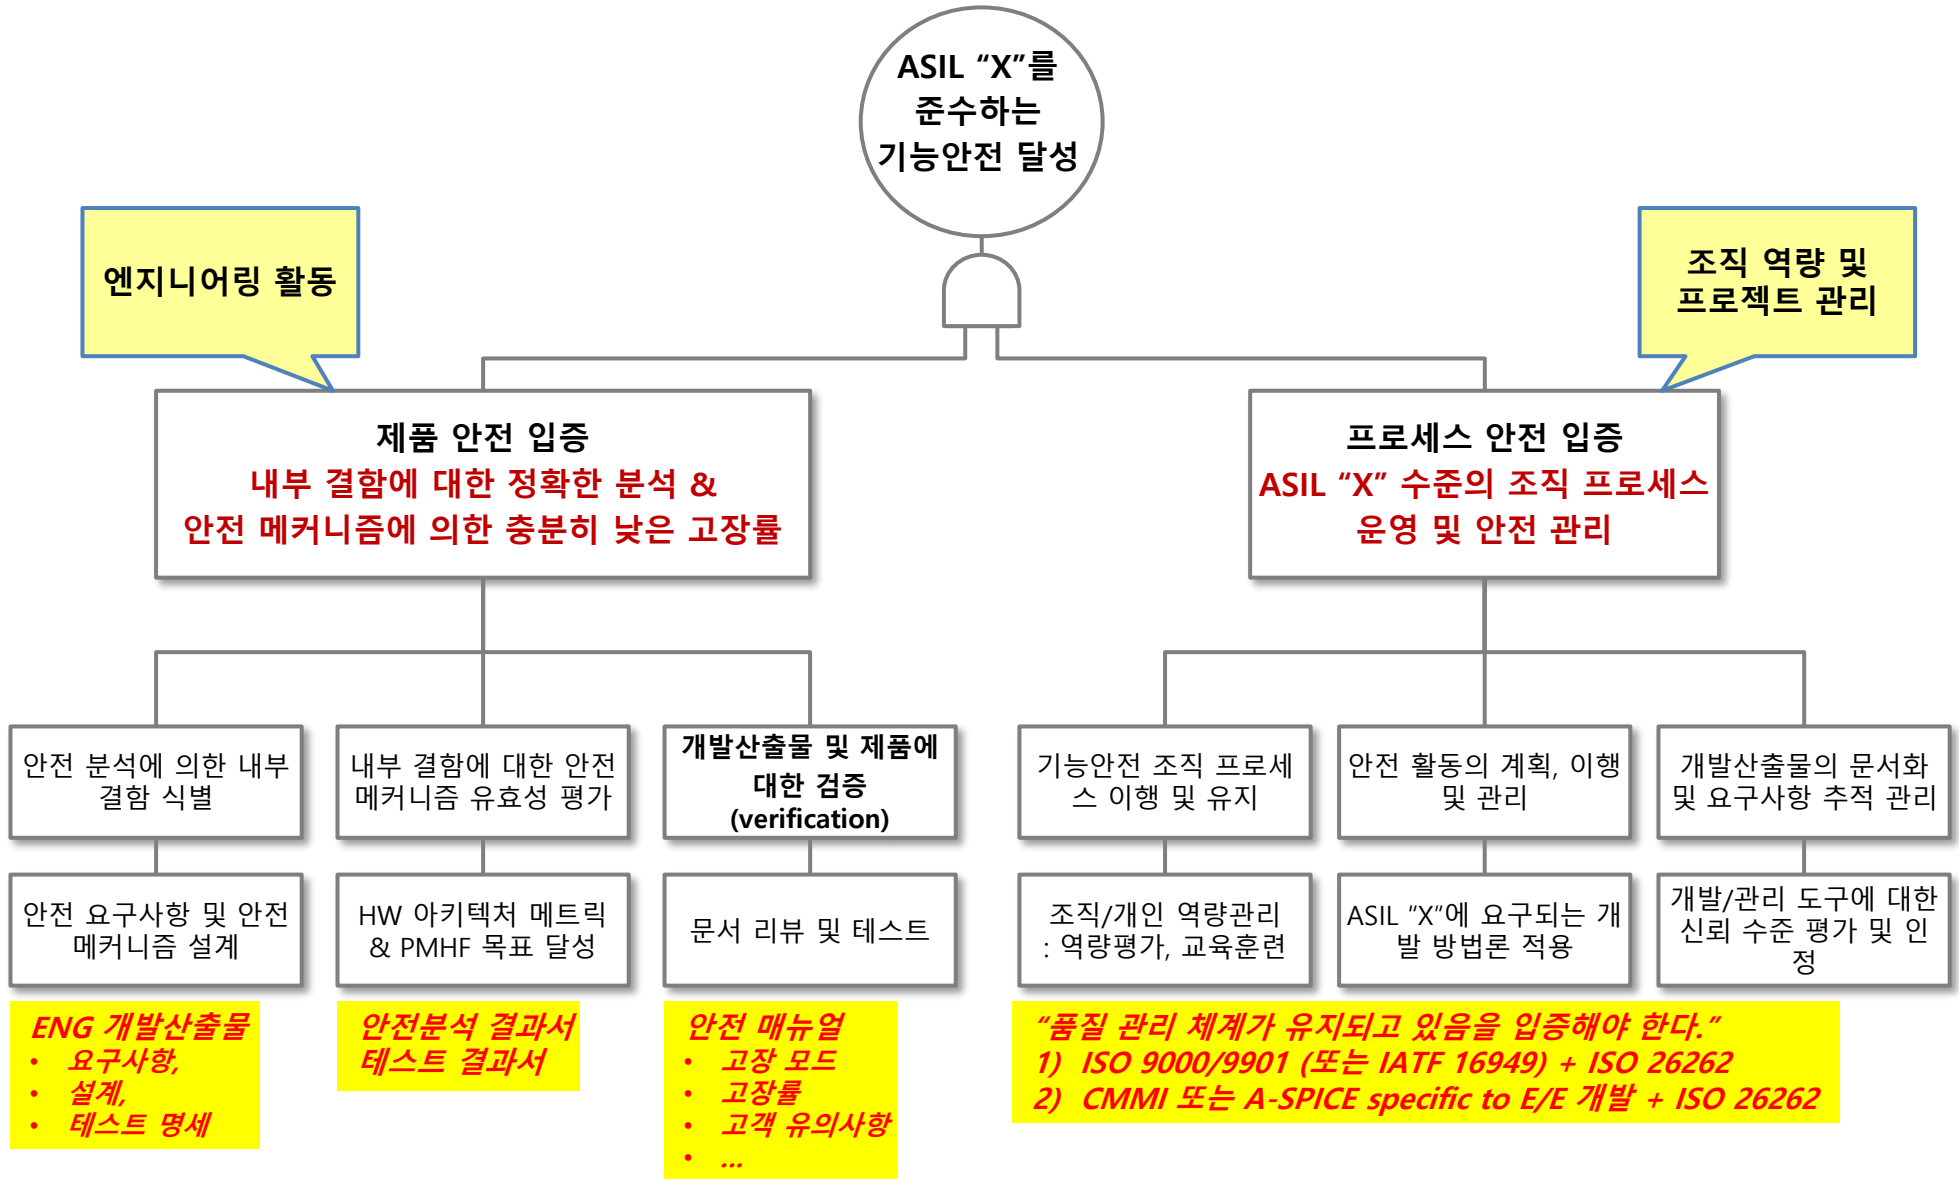 ASIL “X”를
준수하는
기능안전 달성
엔지니어링 활동
조직 역량 및
프로젝트 관리
제품 안전 입증
내부 결함에 대한 정확한 분석 &
안전 메커니즘에 의한 충분히 낮은 고장률
프로세스 안전 입증
ASIL “X” 수준의 조직 프로세스
운영 및 안전 관리
안전 분석에 의한 내부
결함 식별
내부 결함에 대한 안전
메커니즘 유효성 평가
개발산출물 및 제품에
대한 검증
(verification)
기능안전 조직 프로세
스 이행 및 유지
안전 활동의 계획, 이행
및 관리
개발산출물의 문서화
및 요구사항 추적 관리
안전 요구사항 및 안전
메커니즘 설계
HW 아키텍처 메트릭
& PMHF 목표 달성
문서 리뷰 및 테스트
조직/개인 역량관리
: 역량평가, 교육훈련
ASIL “X”에 요구되는 개
발 방법론 적용
개발/관리 도구에 대한
신뢰 수준 평가 및 인
정
ENG 개발산출물
• 요구사항,
• 설계,
• 테스트 명세
안전분석 결과서
테스트 결과서
안전 매뉴얼
• 고장 모드
• 고장률
• 고객 유의사항
• ...
“품질 관리 체계가 유지되고 있음을 입증해야 한다.”
1) ISO 9000/9901 (또는 IATF 16949) + ISO 26262
2) CMMI 또는 A-SPICE specific to E/E 개발 + ISO 26262